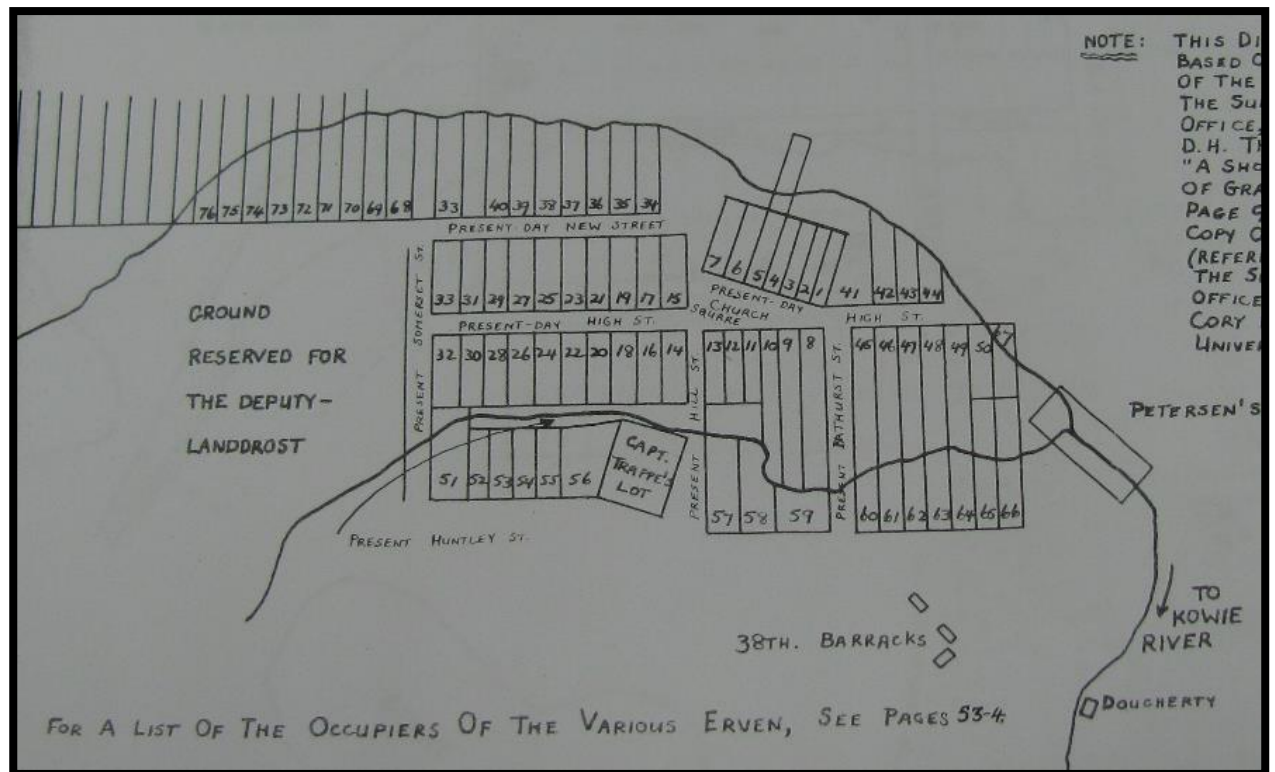 NOTE: THIS DI
BASED O
OF THE
THE SU
OFFICE,
D.H. TH
"A SHO
OF GRA
PAGE 9
COPY O
(REFER
THE S
OFFICE
CORY
UNIVE
76 75 74 73 72 71 70 69 68 33 40 39 38 37 36 35 34
PRESENT-DAY NEW STREET
7 6 5 4 3 2 1 41 42 43 44
PRESENT-DAY
CHURCH
SQUARE
HIGH ST.
33 31 29 27 25 23 21 19 17 15
PRESENT-DAY HIGH ST.
PRESENT SOMERSET ST.
GROUND
RESERVED FOR
THE DEPUTY-
LANDDROST
32 30 28 26 24 22 20 18 16 14
13 12 11 10 9 8
45 46 47 48 49 50 67
PRESENT HILL ST.
PRESENT BATHURST ST.
PETERSEN'S
51 52 53 54 55 56
CAPT.
TRAPPE'S
LOT
57 58 59
60 61 62 63 64 65 66
PRESENT HUNTLEY ST.
38TH. BARRACKS
TO
KOWIE
RIVER
DOUGHERTY
FOR A LIST OF THE OCCUPIERS OF THE VARIOUS ERVEN, SEE PAGES 53-4.